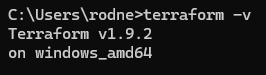 C:\Users\rodne>terraform -v
Terraform v1.9.2
on windows_amd64